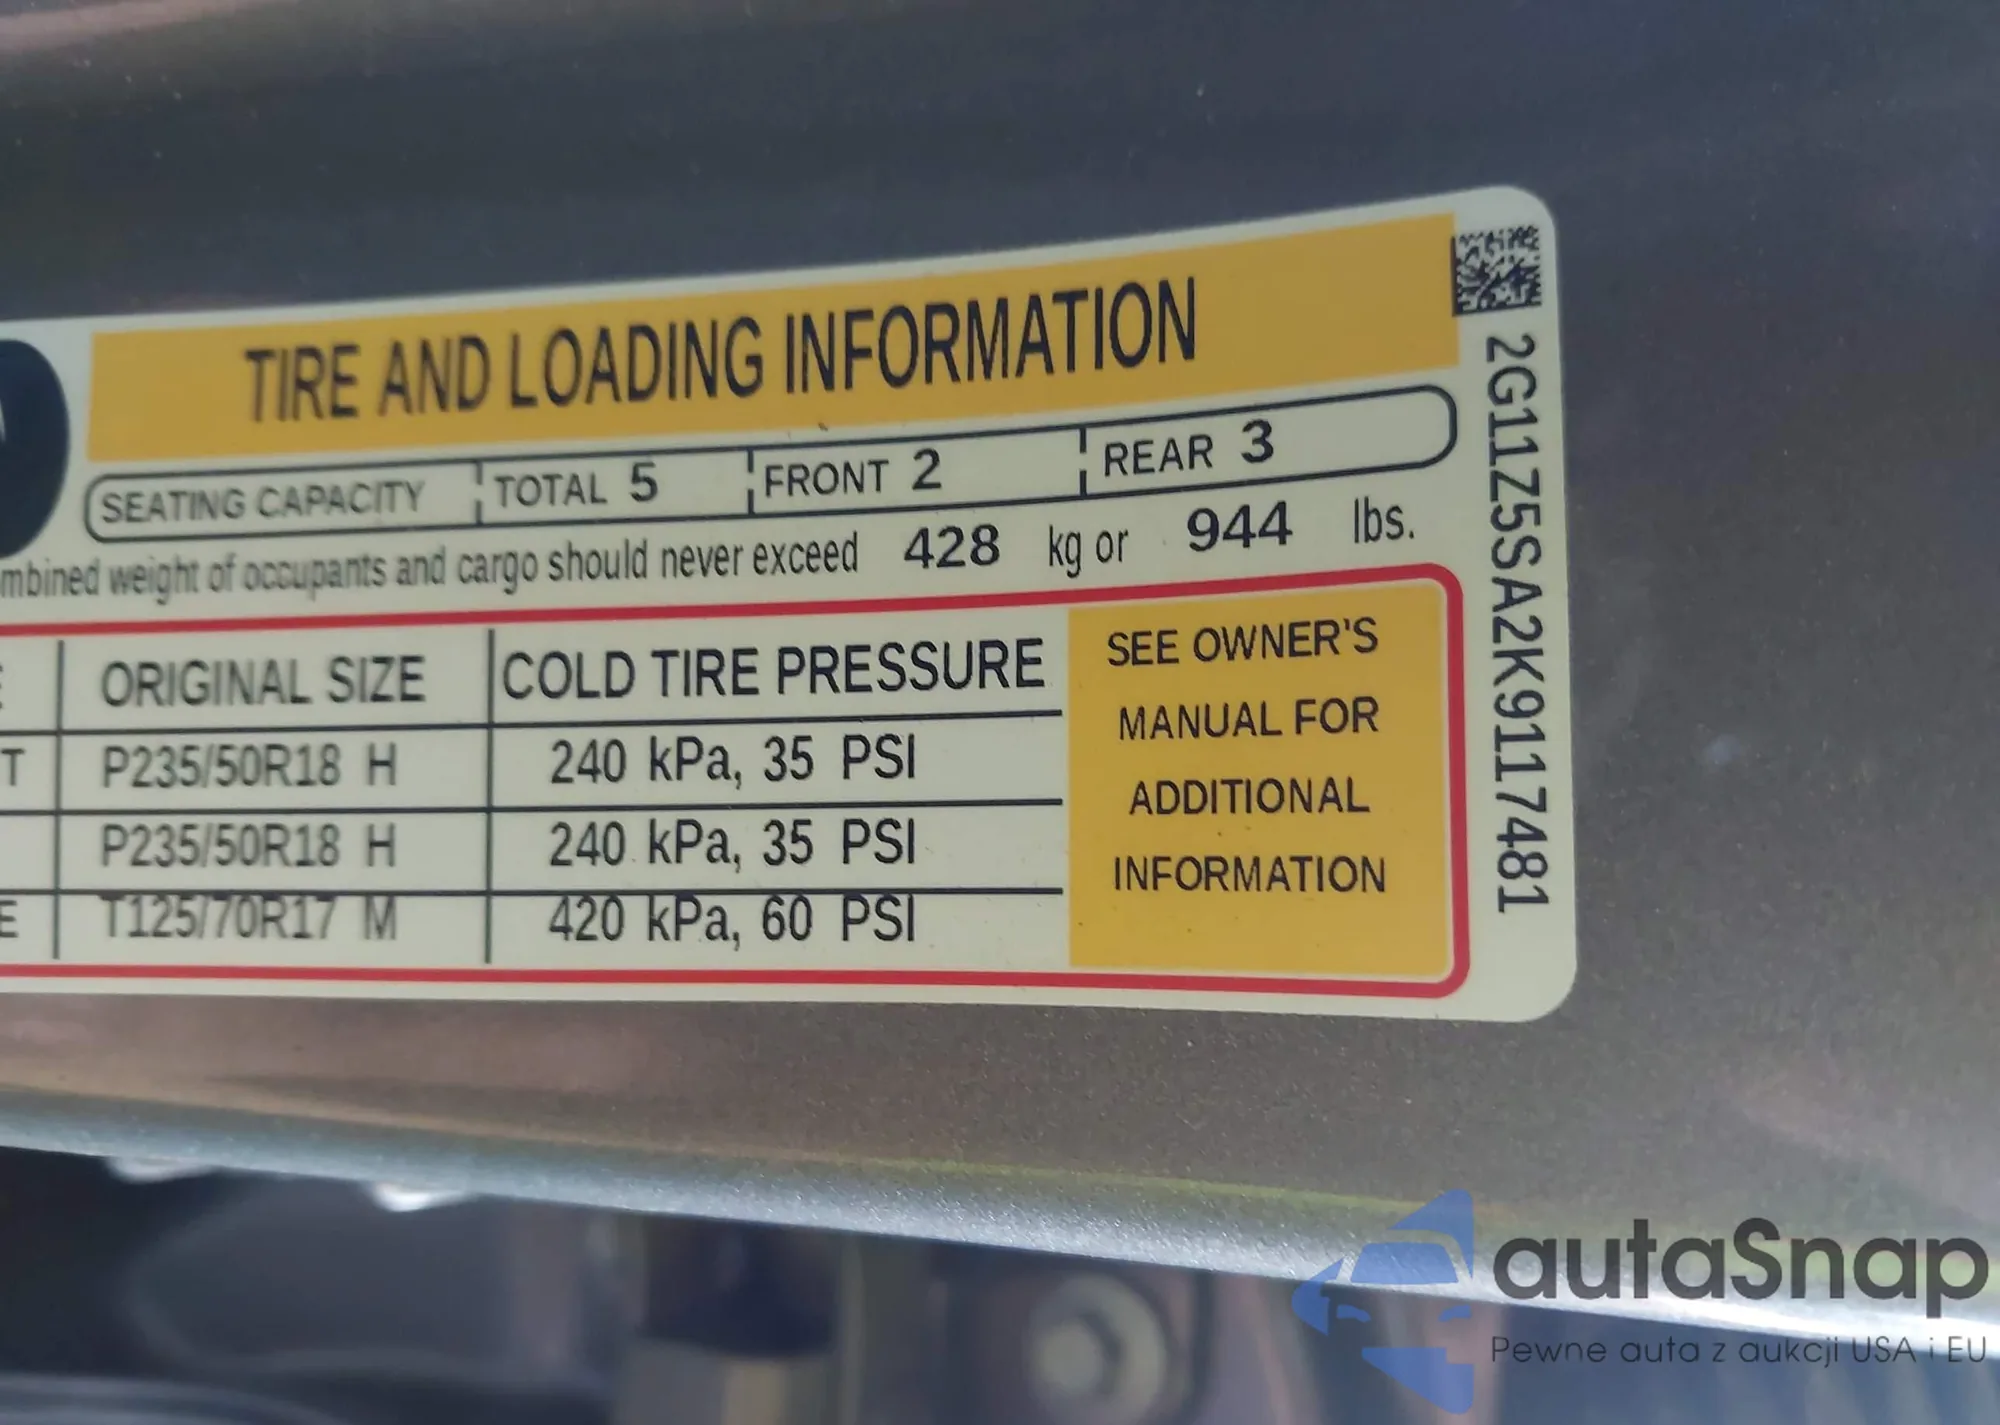 TIRE AND LOADING INFORMATION
SEATING CAPACITY TOTAL 5 FRONT 2 REAR 3
weight of occupants and cargo should never exceed 428 kg or 944 lbs.
ORIGINAL SIZE COLD TIRE PRESSURE
P235/50R18 H 240 kPa, 35 PSI
P235/50R18 H 240 kPa, 35 PSI
T125/70R17 M 420 kPa, 60 PSI
SEE OWNER'S
MANUAL FOR
ADDITIONAL
INFORMATION
2G11Z5SA2K9117481
autaSnap
Pewne auta z aukcji USA i EU